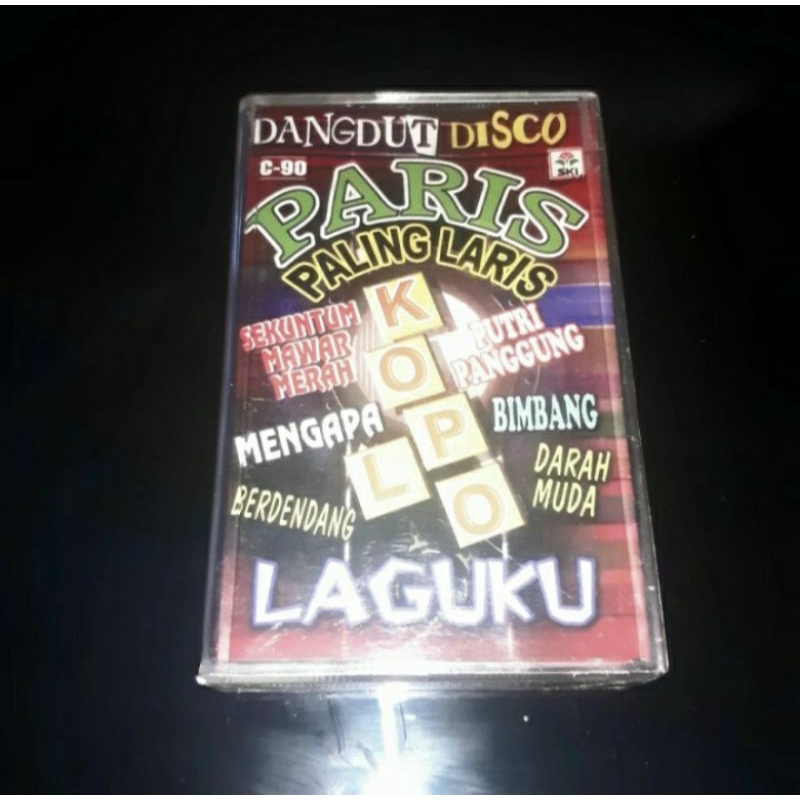 DANGDUT DISCO
C-90
SKI
PARIS
PALING LARIS
KOPLO
SEKUNTUM
MAWAR
MERAH
PUTRI
PANGGUNG
MENGAPA
BIMBANG
BERDENDANG
DARAH
MUDA
LAGUKU